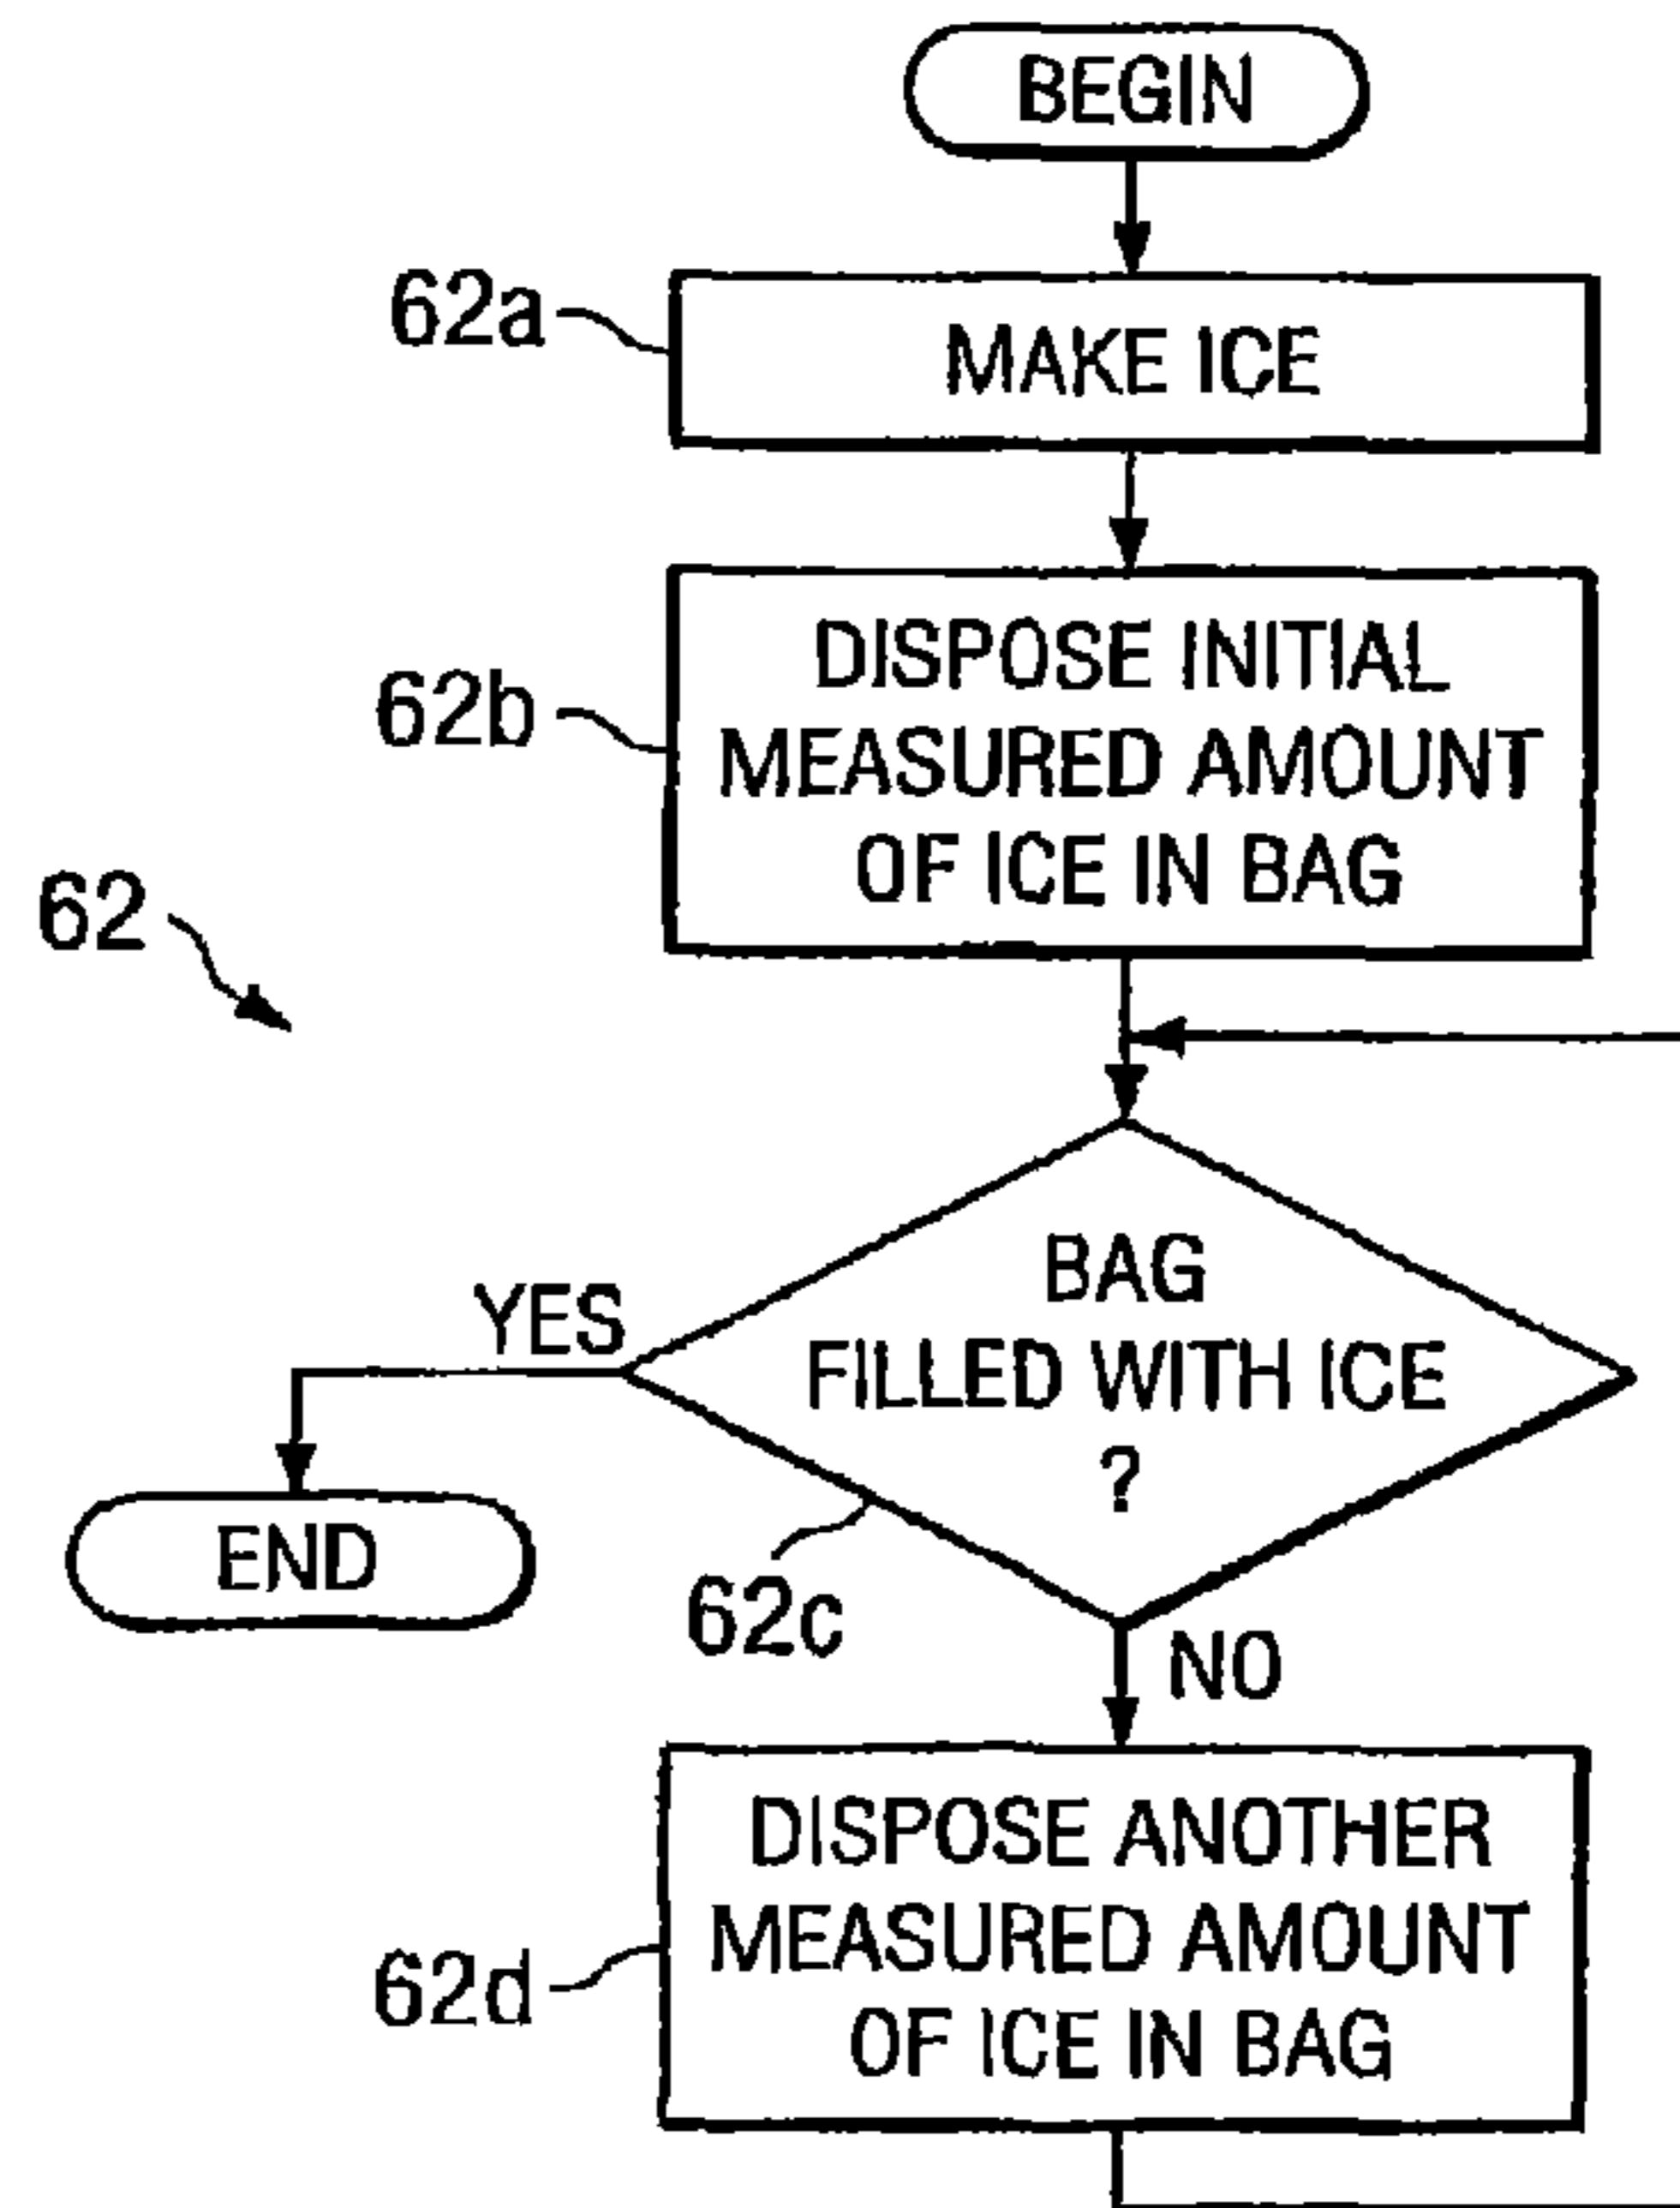 BEGIN
62a
MAKE ICE
62b
DISPOSE INITIAL
MEASURED AMOUNT
OF ICE IN BAG
62
BAG
FILLED WITH ICE
?
YES
END
62c
NO
62d
DISPOSE ANOTHER
MEASURED AMOUNT
OF ICE IN BAG